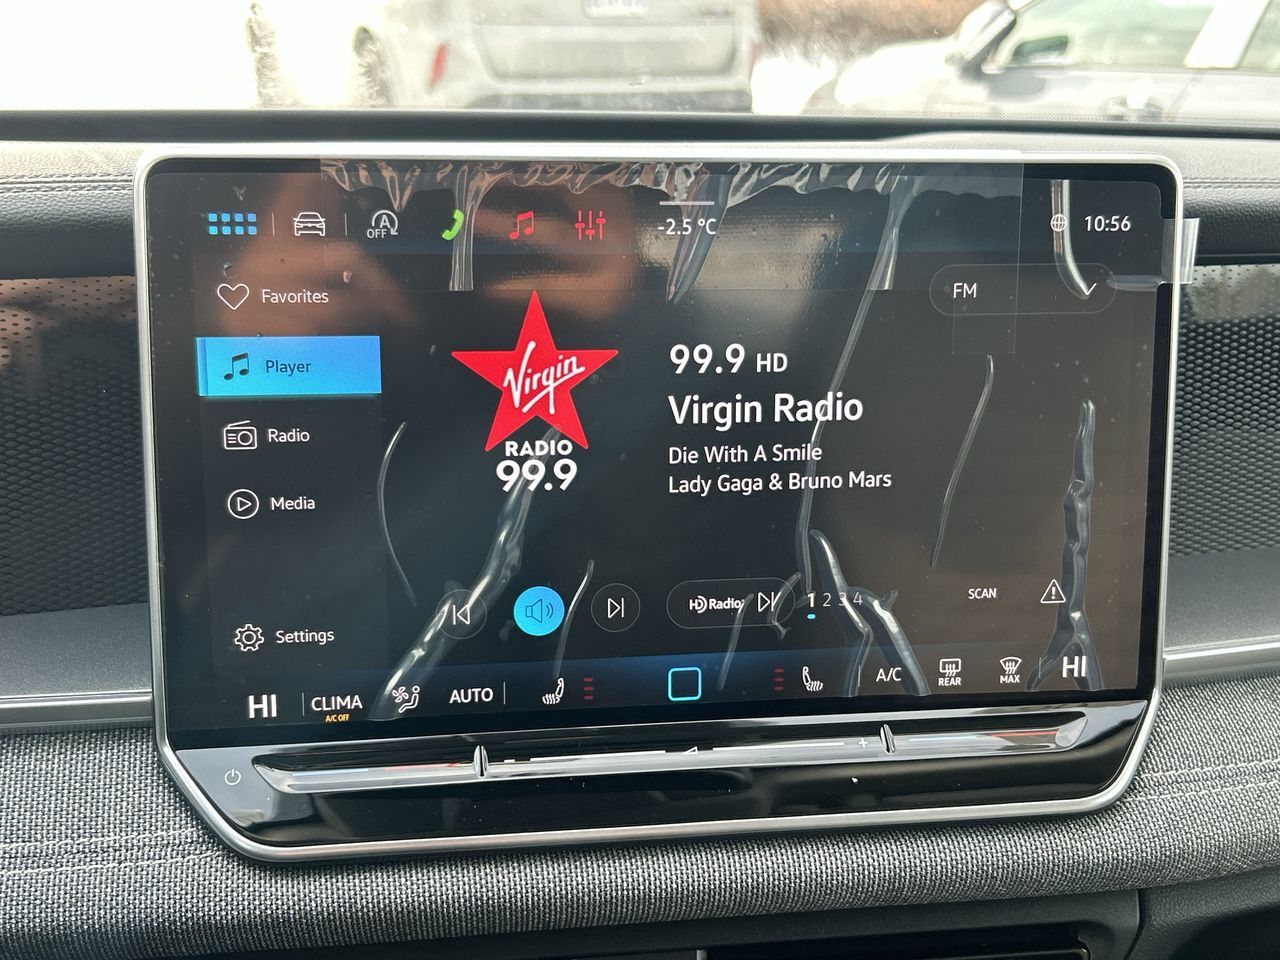 A
OFF
-2.5 °C
10:56
Favorites
FM
Player
Virgin
RADIO
99.9
99.9 HD
Virgin Radio
Die With A Smile
Lady Gaga & Bruno Mars
Radio
Media
HD Radio
1 2 3 4
SCAN
Settings
HI
CLIMA
A/C OFF
AUTO
A/C
REAR
MAX
HI